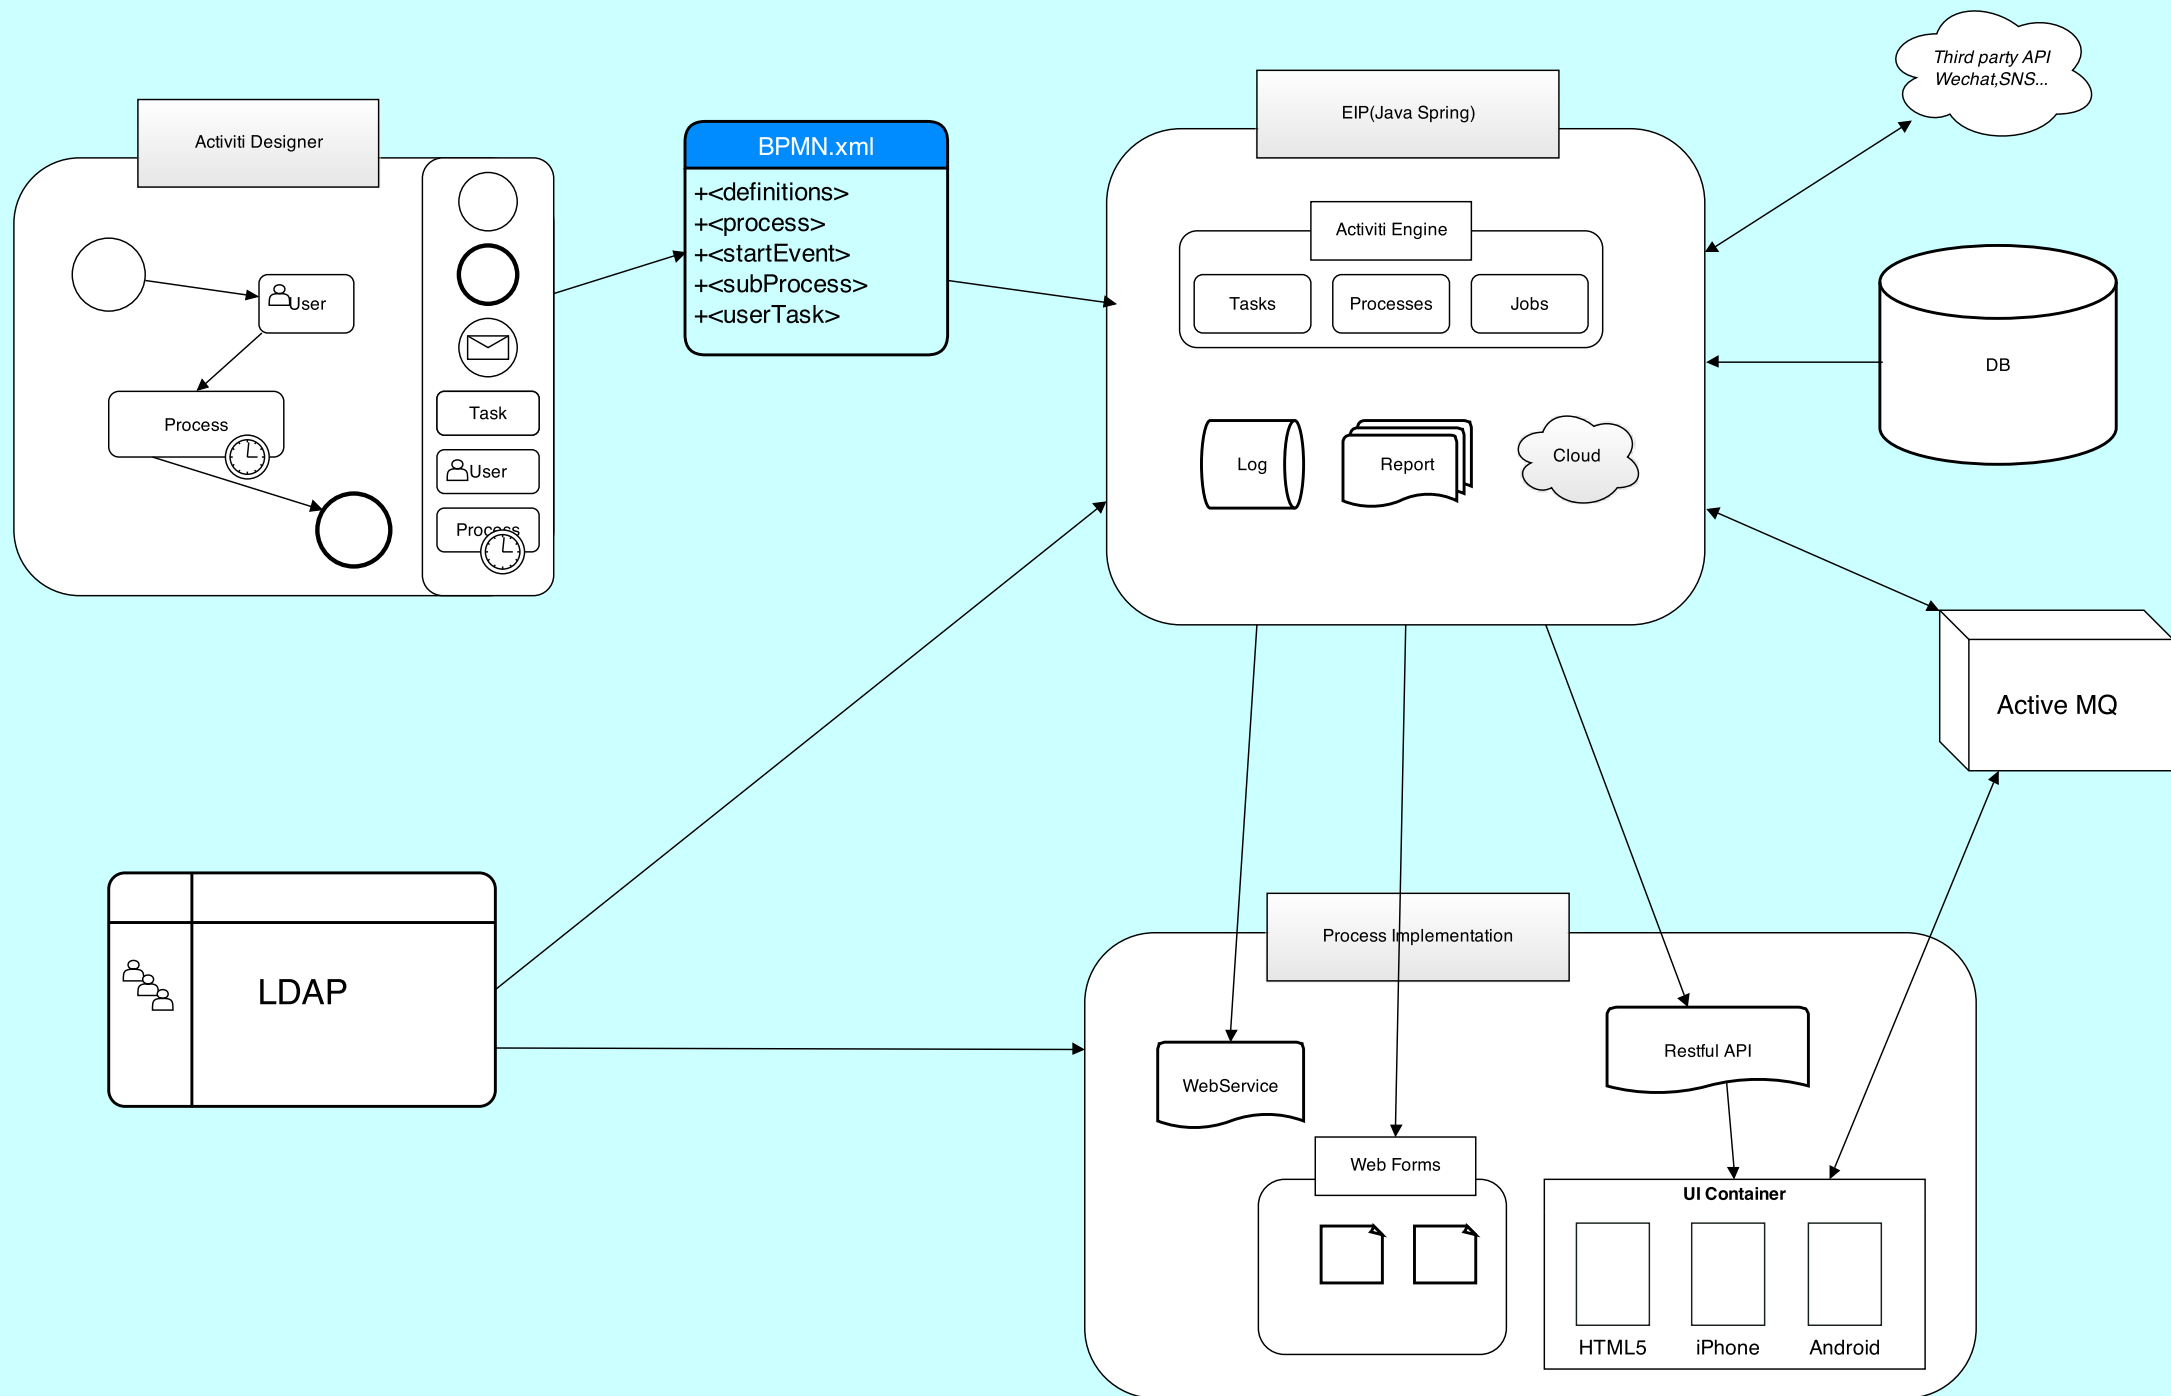 Third party API
Wechat,SNS...
EIP(Java Spring)
Activiti Designer
BPMN.xml
+<definitions>
+<process>
+<startEvent>
+<subProcess>
+<userTask>
Activiti Engine
Tasks
Processes
Jobs
User
Process
Task
User
Process
DB
Log
Report
Cloud
Active MQ
LDAP
Process Implementation
WebService
Restful API
Web Forms
UI Container
HTML5
iPhone
Android